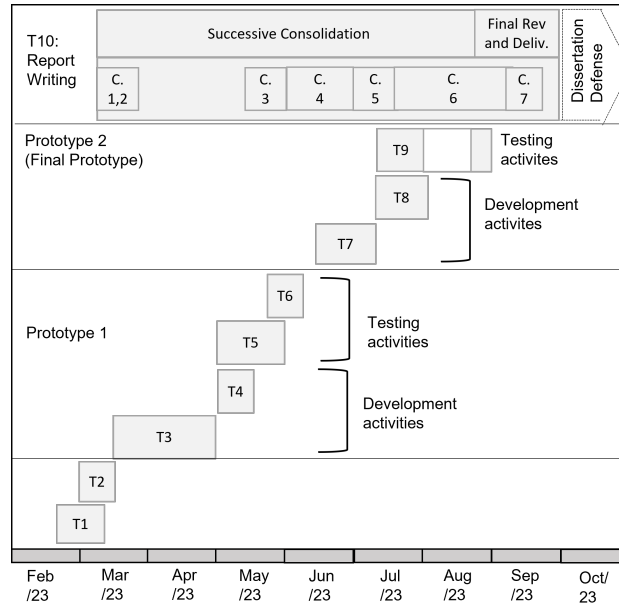 T10:
Report
Writing
Successive Consolidation
Final Rev
and Deliv.
Dissertation
Defense
C.
1,2
C.
3
C.
4
C.
5
C.
6
C.
7
Prototype 2
(Final Prototype)
T9
Testing
activites
T8
Development
activites
T7
T6
Prototype 1
Testing
activities
T5
T4
Development
activities
T3
T2
T1
Feb
/23
Mar
/23
Apr
/23
May
/23
Jun
/23
Jul
/23
Aug
/23
Sep
/23
Oct/
23